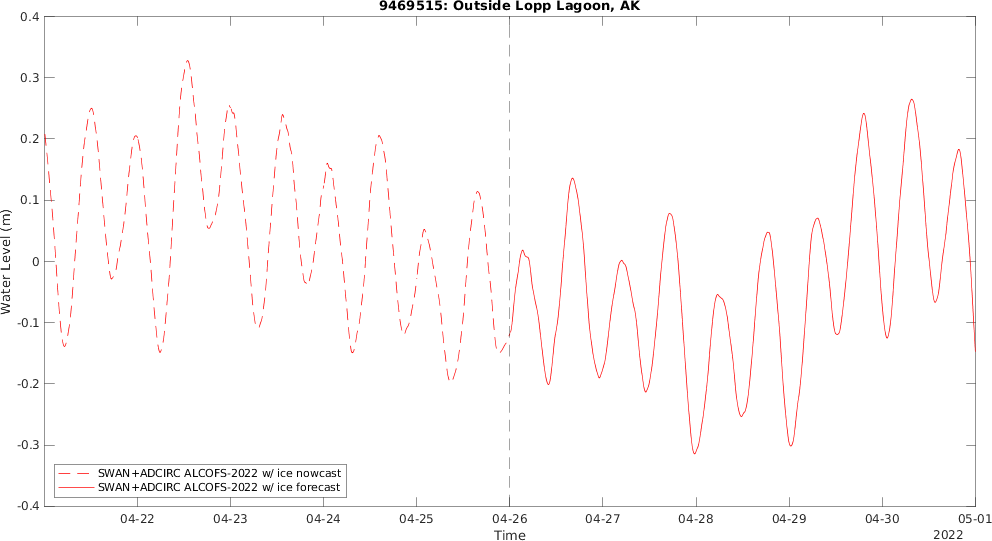 9469515: Outside Lopp Lagoon, AK
0.4
0.3
0.2
0.1
0
-0.1
-0.2
-0.3
-0.4
Water Level (m)
SWAN+ADCIRC ALCOFS-2022 w/ ice nowcast
SWAN+ADCIRC ALCOFS-2022 w/ ice forecast
04-22 04-23 04-24 04-25 04-26 04-27 04-28 04-29 04-30 05-01
Time
2022